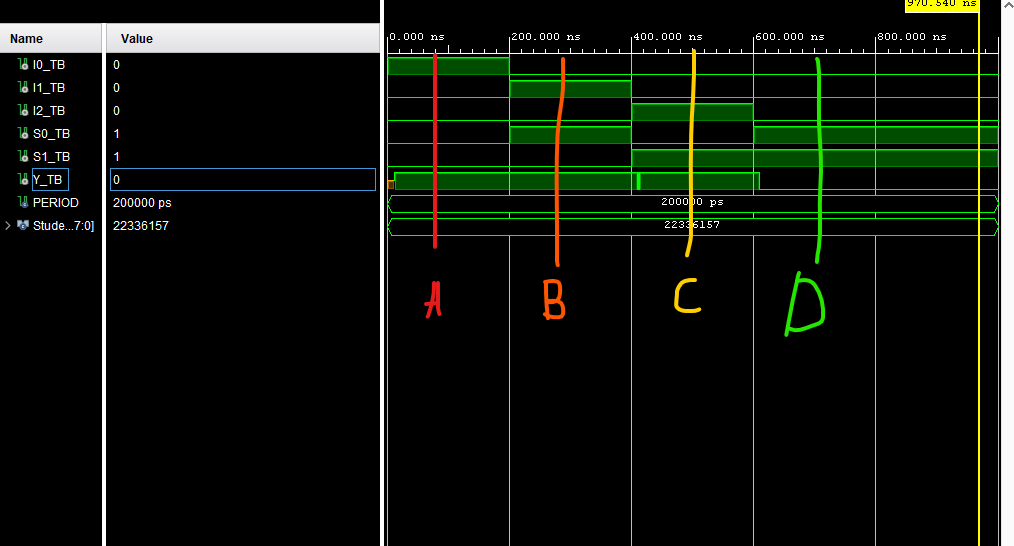 970.540 ns
Name Value
0.000 ns 200.000 ns 400.000 ns 600.000 ns 800.000 ns
I0_TB 0
I1_TB 0
I2_TB 0
S0_TB 1
S1_TB 1
Y_TB 0
PERIOD 200000 ps 200000 ps
Stude...7:0] 22336157 22336157
A B C D